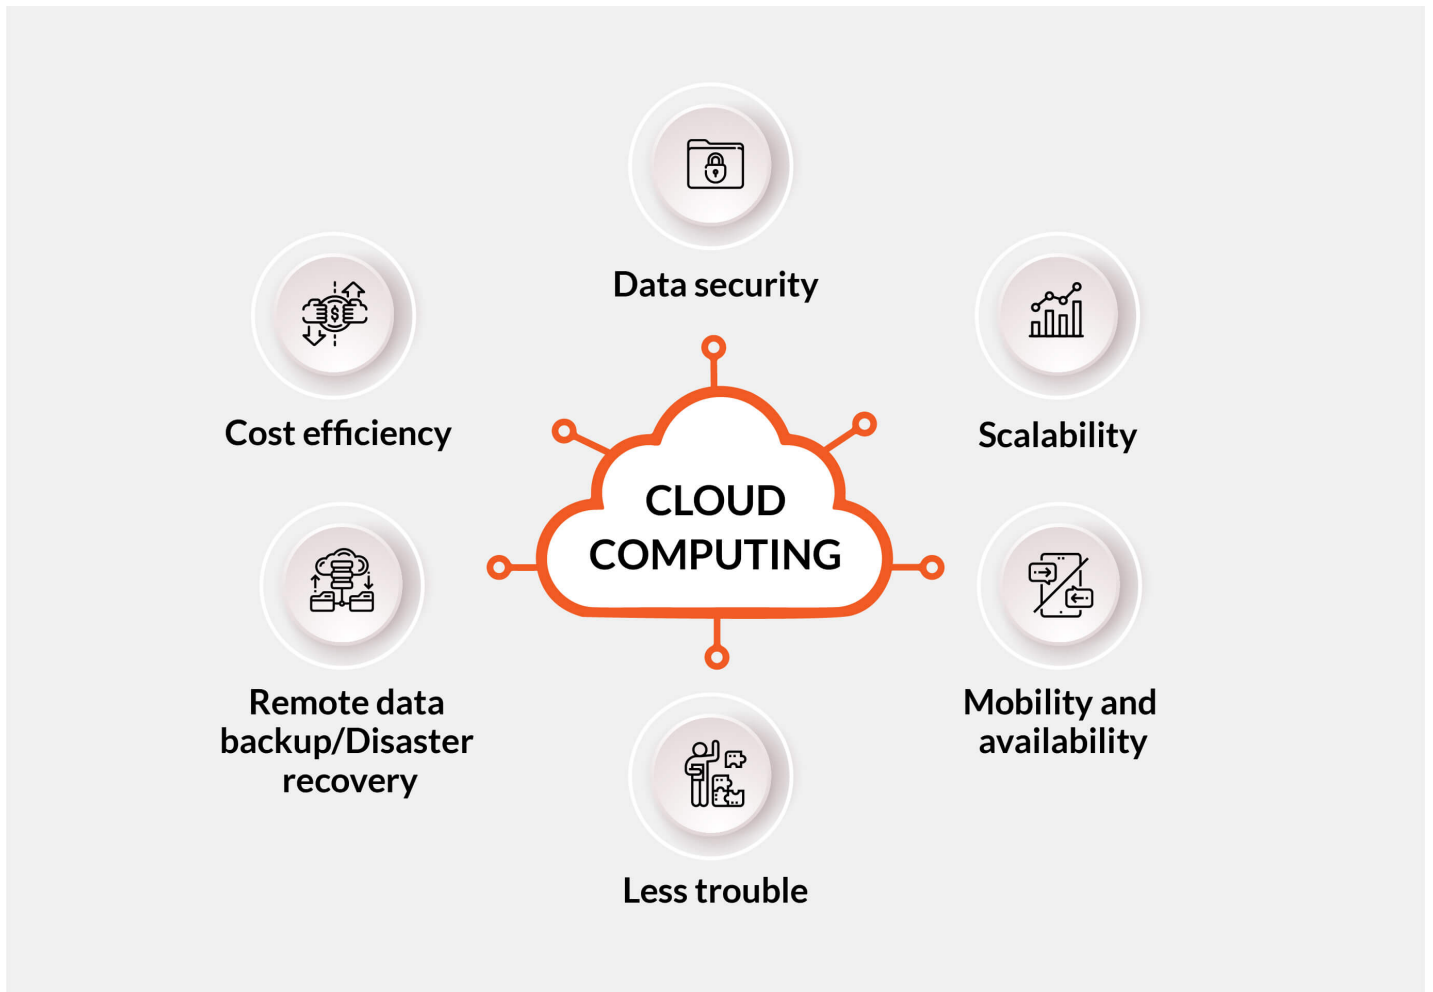 Data security
Cost efficiency
Scalability
CLOUD
COMPUTING
Remote data
backup/Disaster
recovery
Mobility and
availability
Less trouble